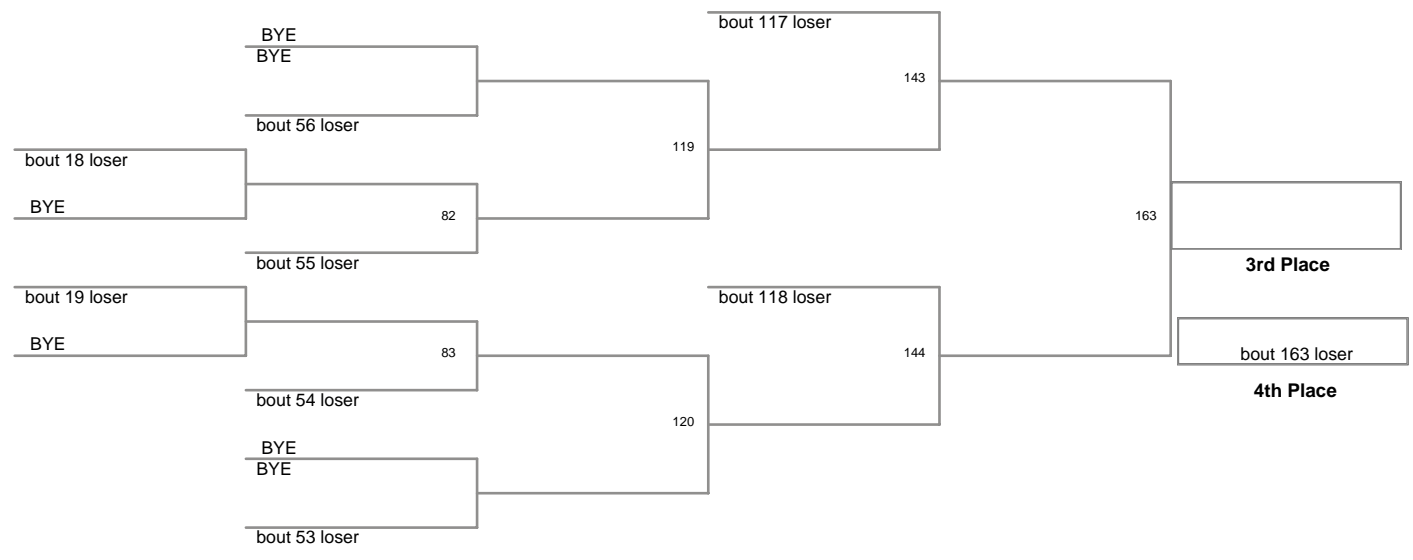 bout 117 loser
BYE
BYE
143
bout 56 loser
119
bout 18 loser
BYE
82
163
bout 55 loser
3rd Place
bout 19 loser
bout 118 loser
BYE
83
144
bout 163 loser
bout 54 loser
4th Place
120
BYE
BYE
bout 53 loser